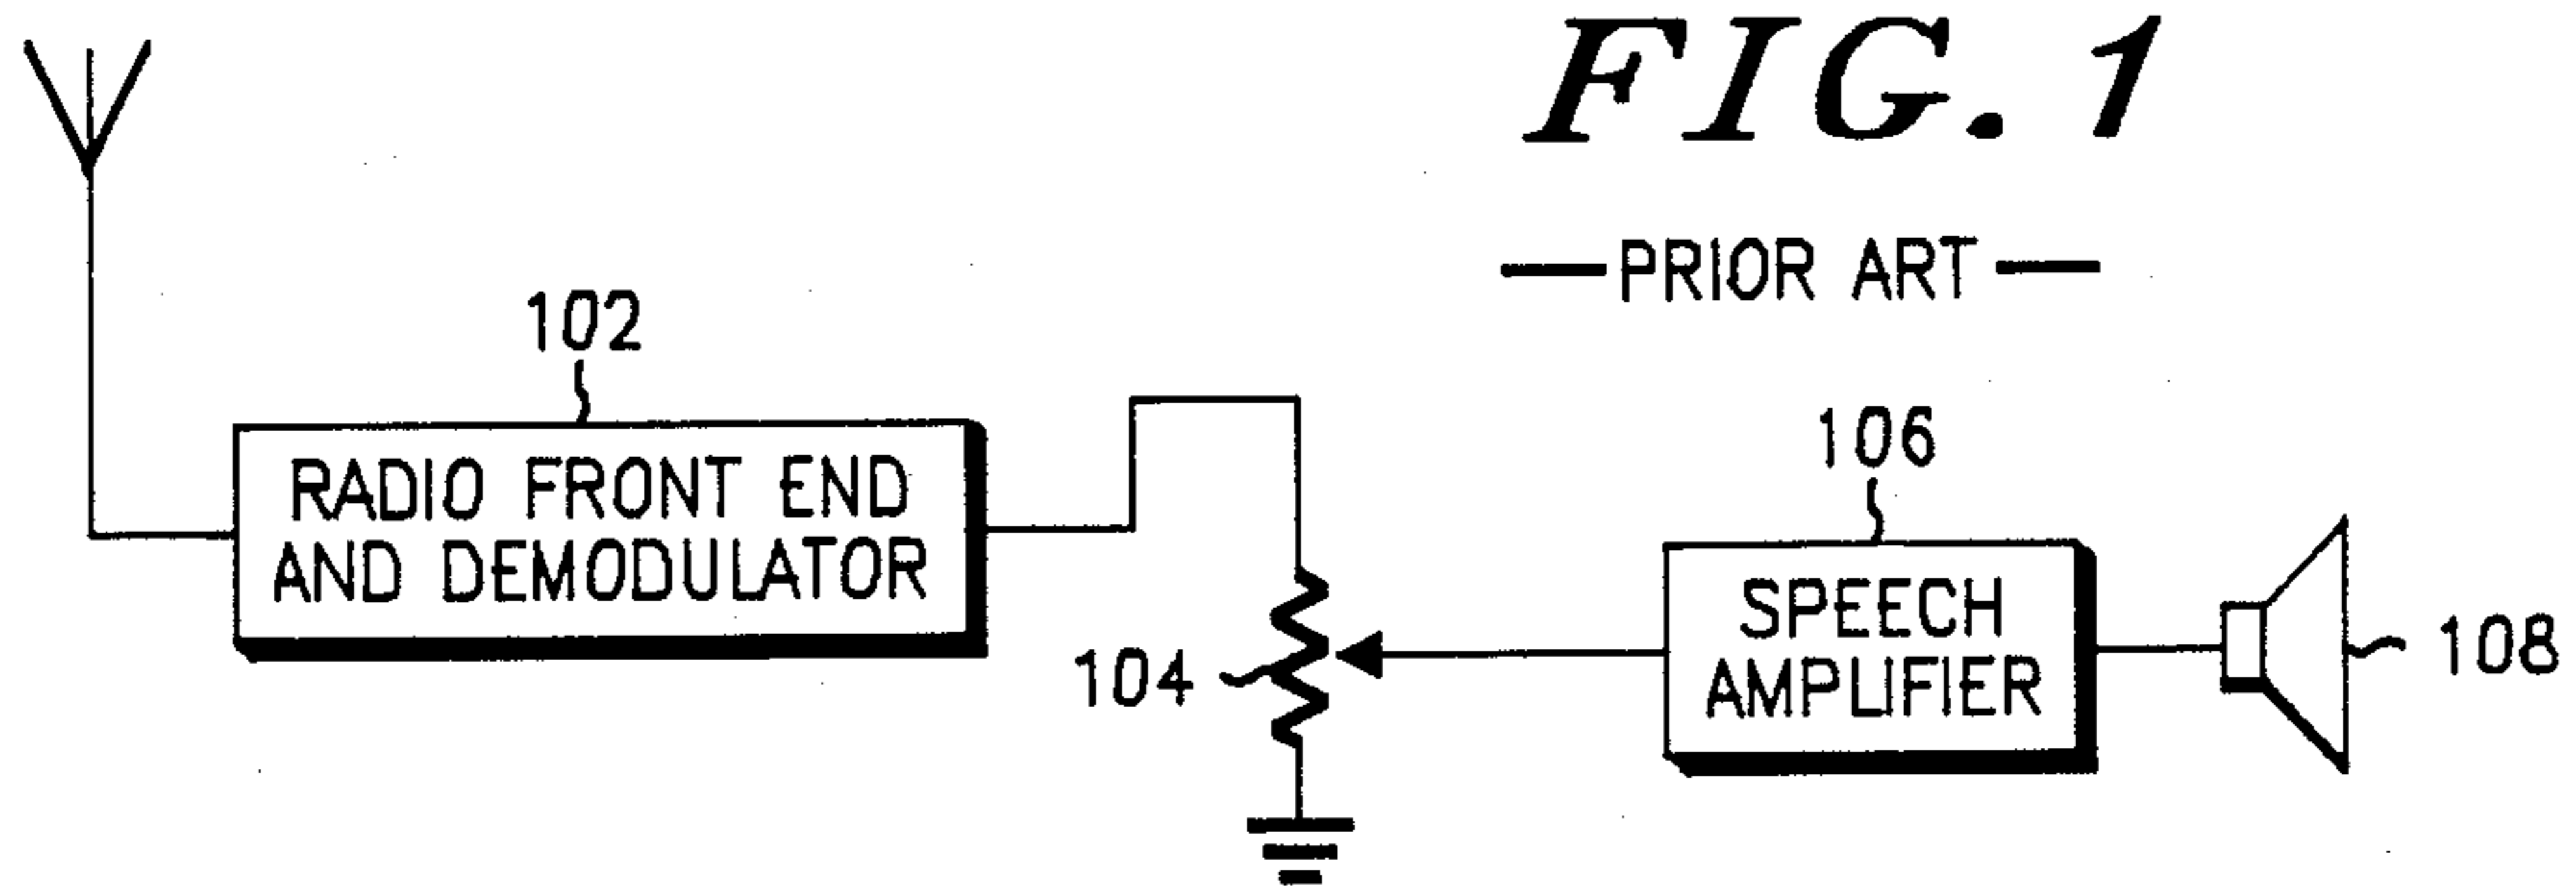 FIG. 1
PRIOR ART
102
RADIO FRONT END
AND DEMODULATOR
106
SPEECH
AMPLIFIER
104
108